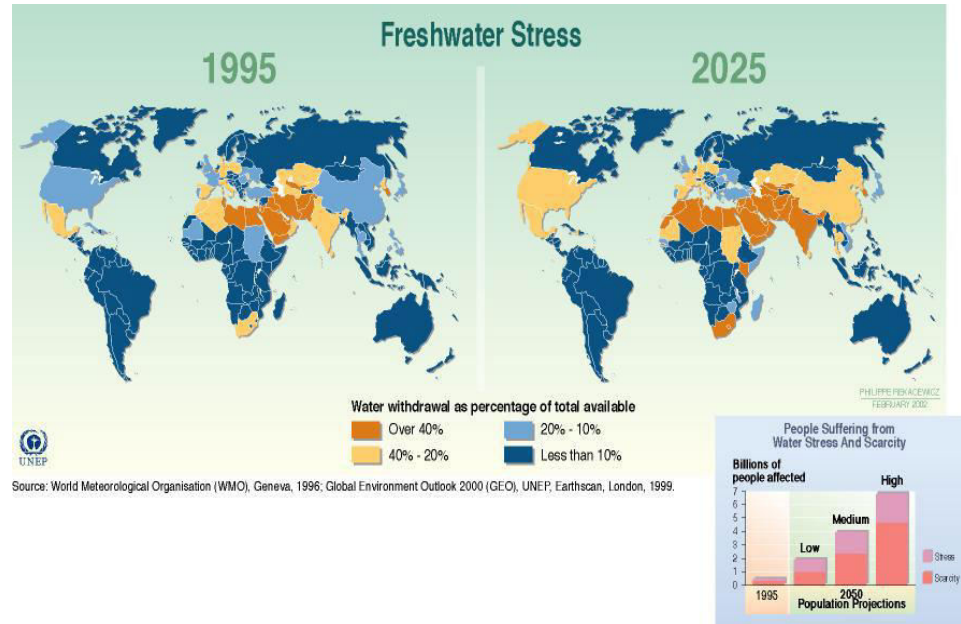 Freshwater Stress
1995
2025
PHILIPPE REKACEWICZ
FEBRUARY 2002
Water withdrawal as percentage of total available
Over 40%
20% - 10%
40% - 20%
Less than 10%
UNEP
Source: World Meteorological Organisation (WMO), Geneva, 1996; Global Environment Outlook 2000 (GEO), UNEP, Earthscan, London, 1999.
People Suffering from
Water Stress And Scarcity
Billions of
people affected
High
7
6
5
Medium
4
3
Low
2
1
0
Stress
Scarcity
1995
2050
Population Projections